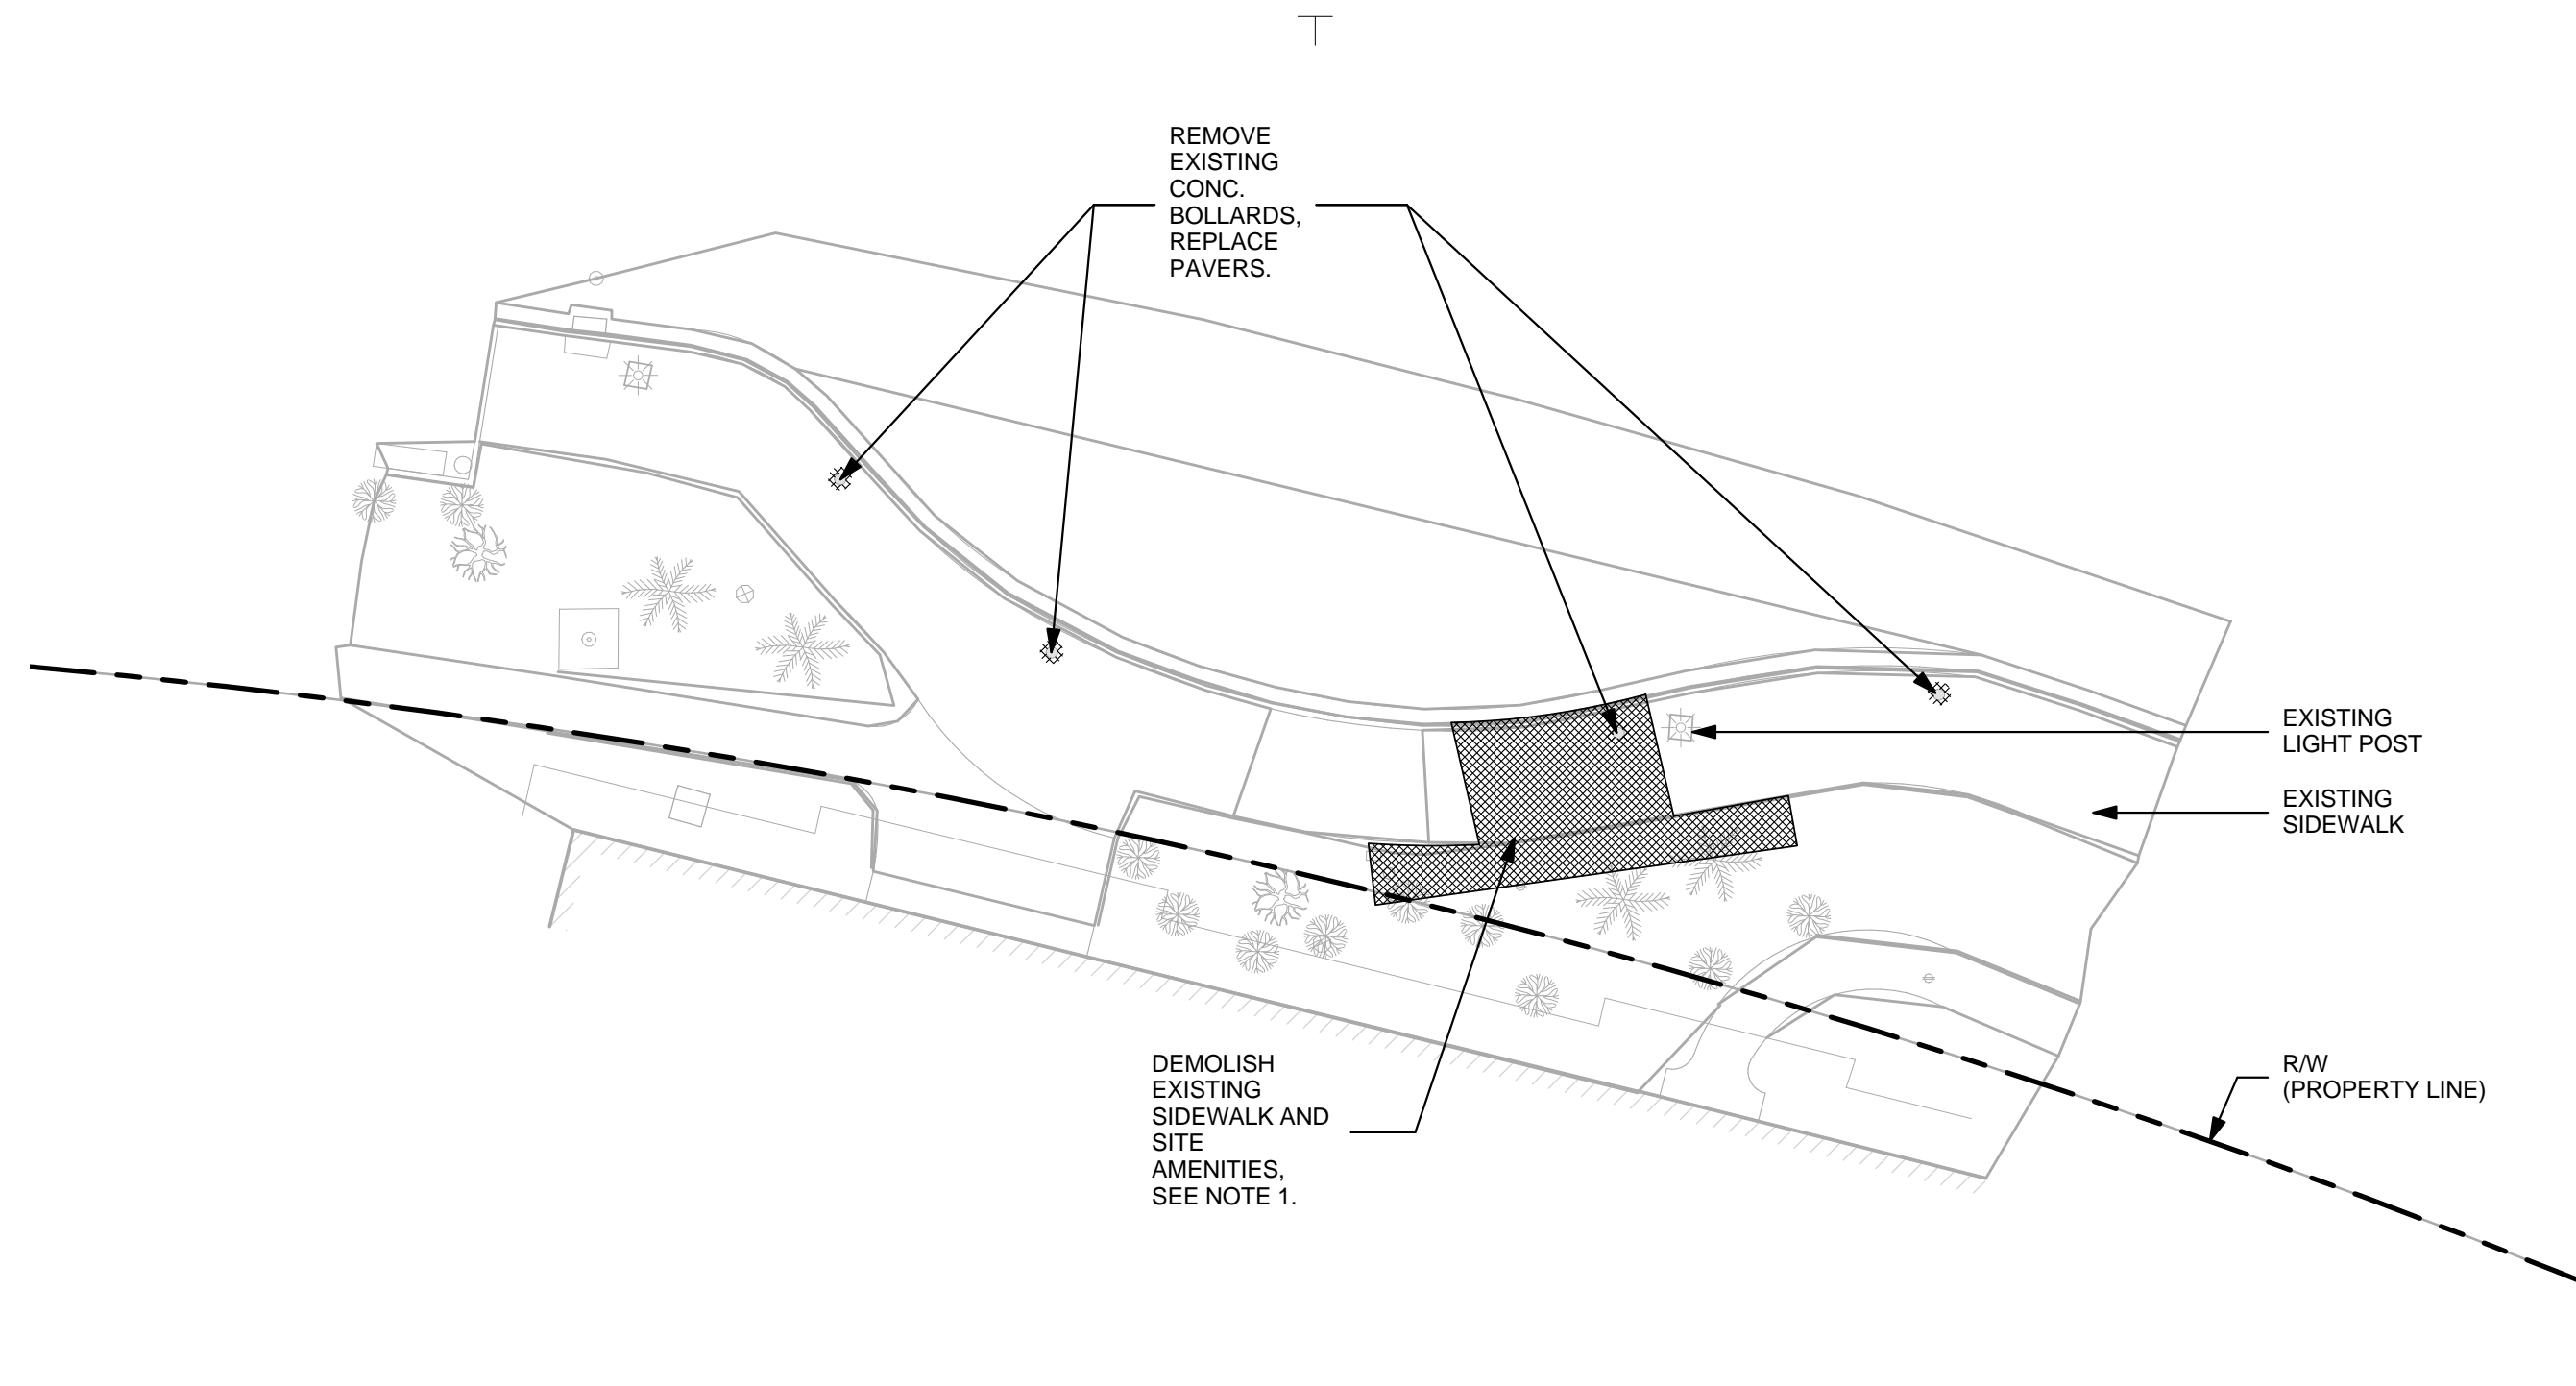 REMOVE
EXISTING
CONC.
BOLLARDS,
REPLACE
PAVERS.
EXISTING
LIGHT POST
EXISTING
SIDEWALK
DEMOLISH
EXISTING
SIDEWALK AND
SITE
AMENITIES,
SEE NOTE 1.
R/W
(PROPERTY LINE)